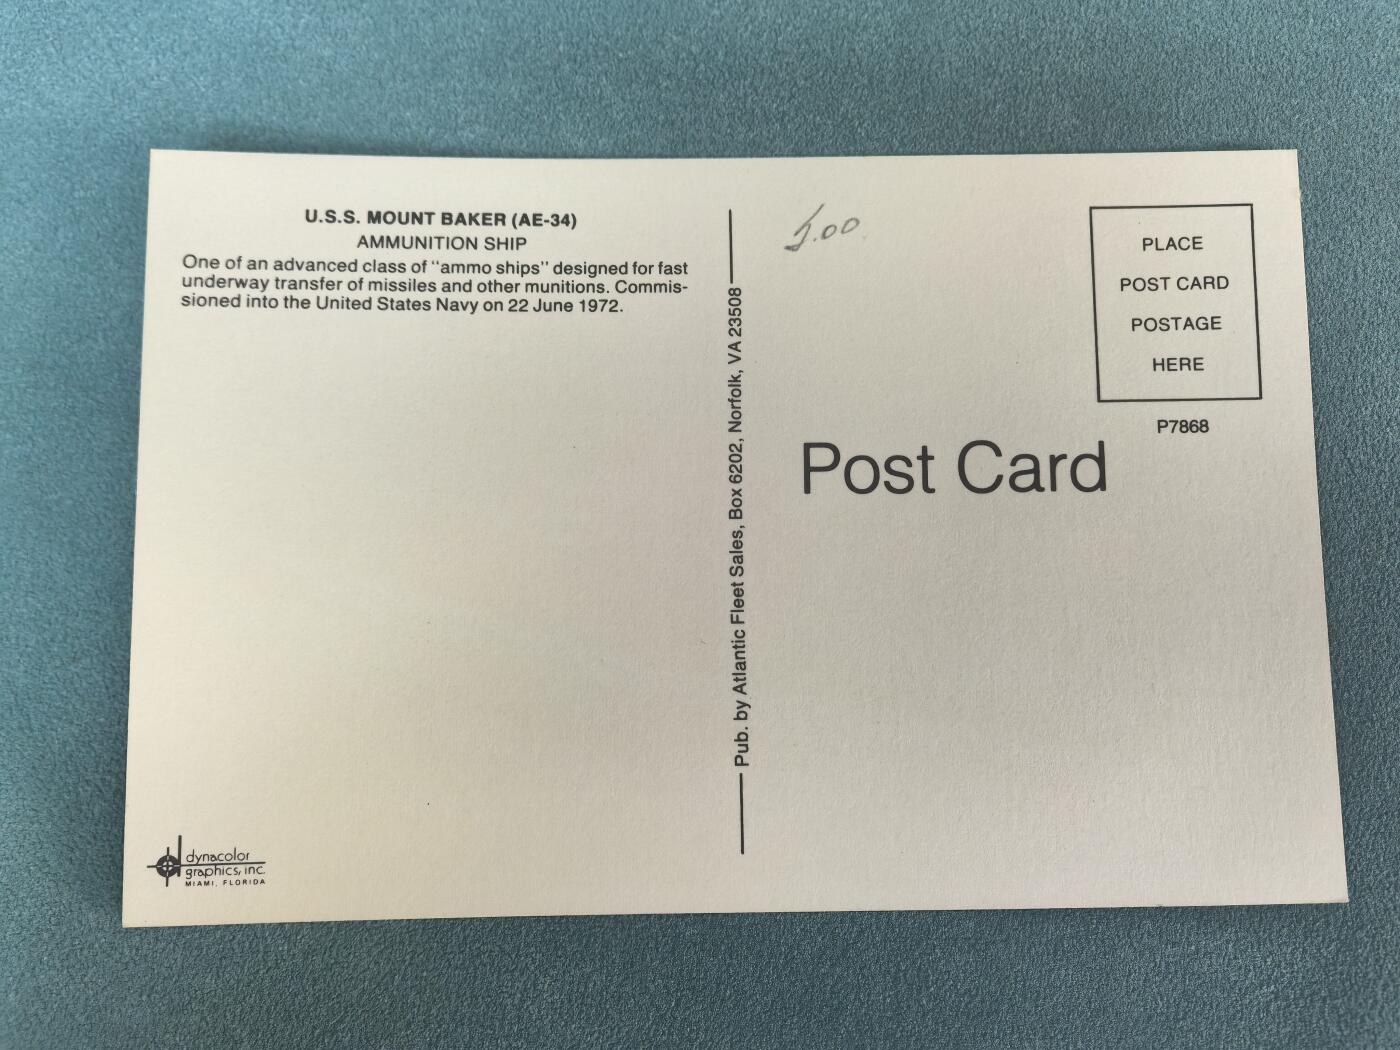 U.S.S. MOUNT BAKER (AE-34)
AMMUNITION SHIP
One of an advanced class of "ammo ships" designed for fast
underway transfer of missiles and other munitions. Commis-
sioned into the United States Navy on 22 June 1972.
dynacolor
graphics, inc.
MIAMI, FLORIDA
Pub. by Atlantic Fleet Sales, Box 6202, Norfolk, VA 23508
5.00
PLACE
POST CARD
POSTAGE
HERE
P7868
Post Card